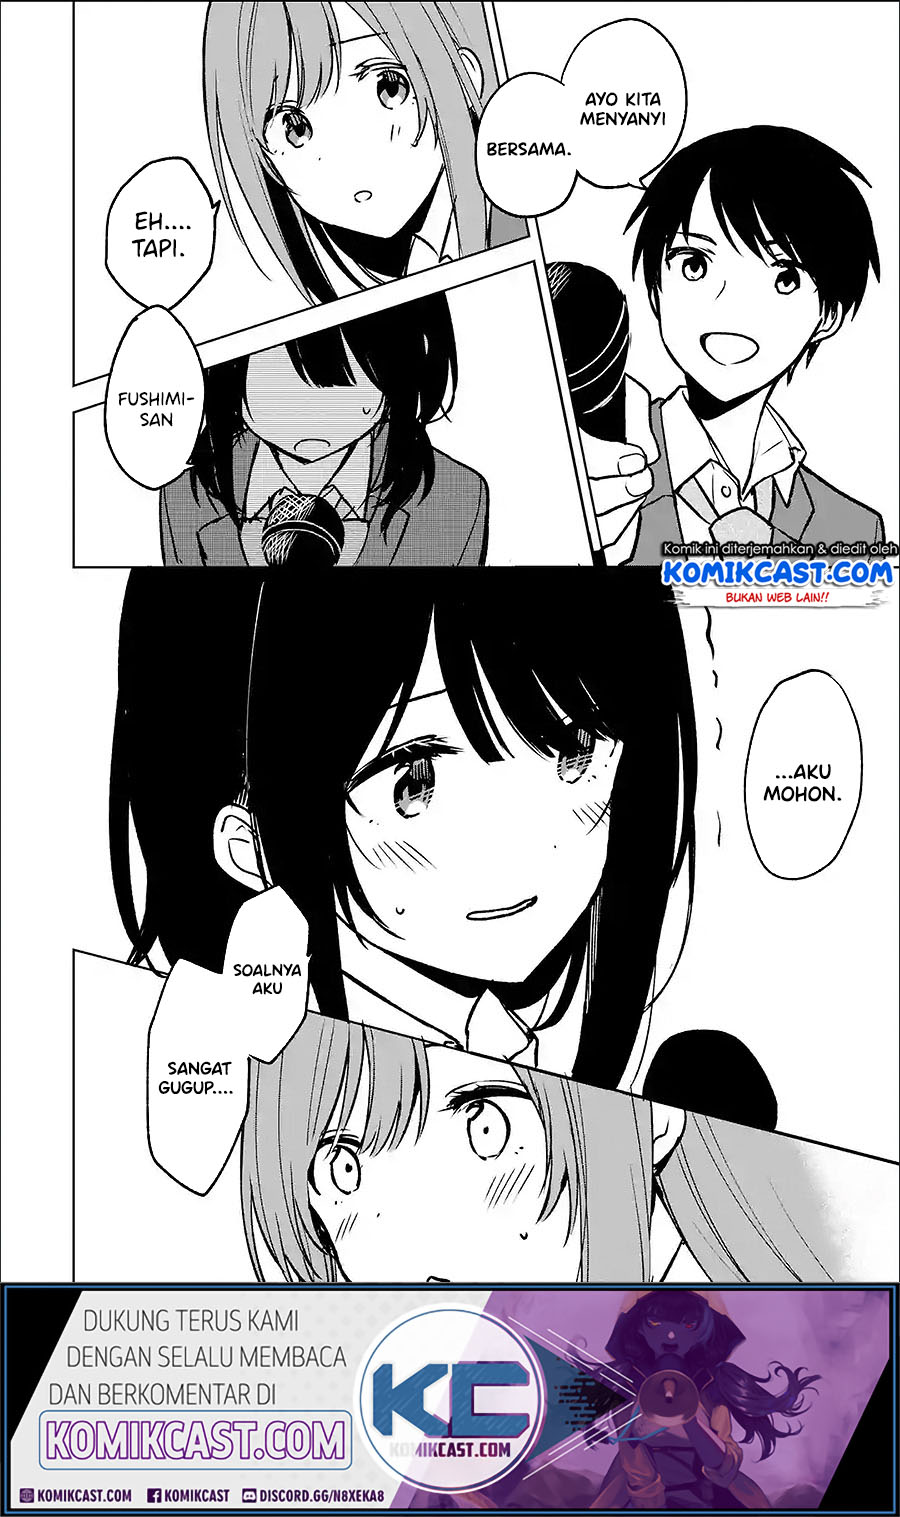 AYO KITA
MENYANYI
BERSAMA.
EH....
TAPI.
FUSHIMI-
SAN
Komik ini diterjemahkan & diedit oleh
KOMIKCAST.COM
BUKAN WEB LAIN!!
...AKU
MOHON.
SOALNYA
AKU
SANGAT
GUGUP....
DUKUNG TERUS KAMI
DENGAN SELALU MEMBACA
DAN BERKOMENTAR DI
KOMIKCAST.COM
KC
KOMIKCAST.COM
KOMIKCAST.COM KOMIKCAST DISCORD.GG/N8XEKA8